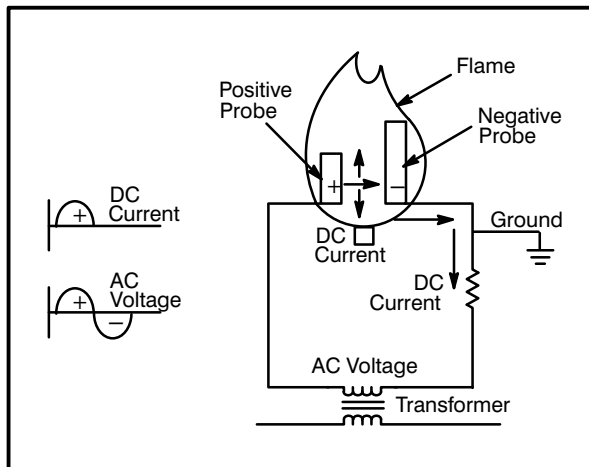 Flame
Positive
Probe
Negative
Probe
+
−
DC
Current
+
Ground
DC
Current
DC
Current
AC
Voltage
+
−
AC Voltage
Transformer